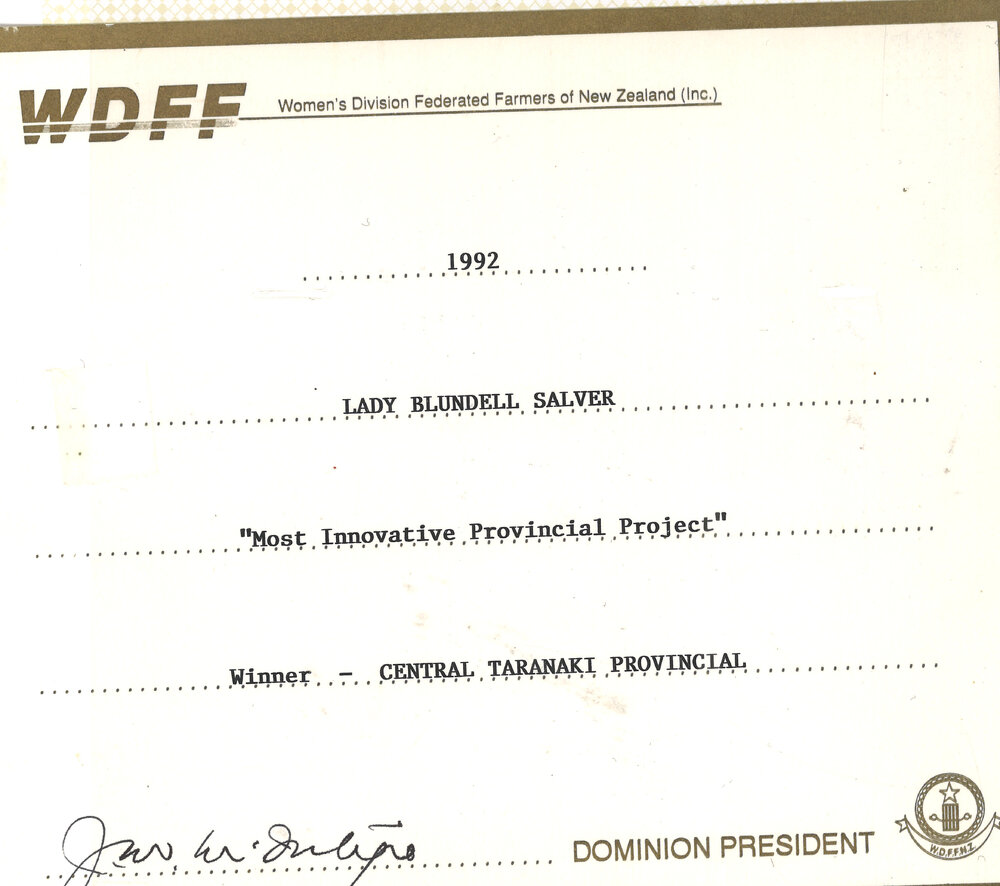 WDFF
Women's Division Federated Farmers of New Zealand (Inc.)
1992
LADY BLUNDELL SALVER
"Most Innovative Provincial Project"
Winner - CENTRAL TARANAKI PROVINCIAL
DOMINION PRESIDENT
W.D.F.F.N.Z.